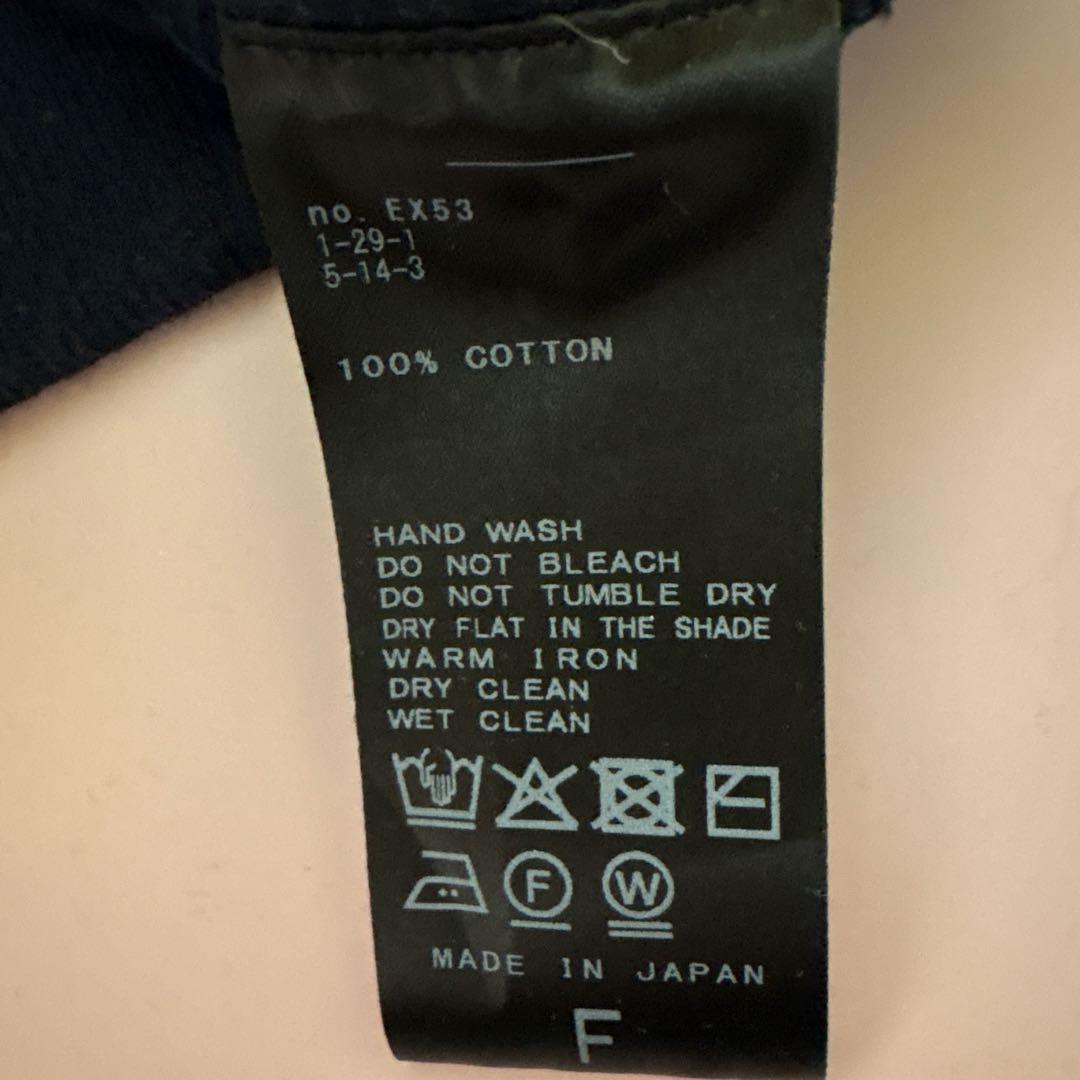 no. EX53
1-29-1
5-14-3
100% COTTON
HAND WASH
DO NOT BLEACH
DO NOT TUMBLE DRY
DRY FLAT IN THE SHADE
WARM IRON
DRY CLEAN
WET CLEAN
F W
MADE IN JAPAN
F